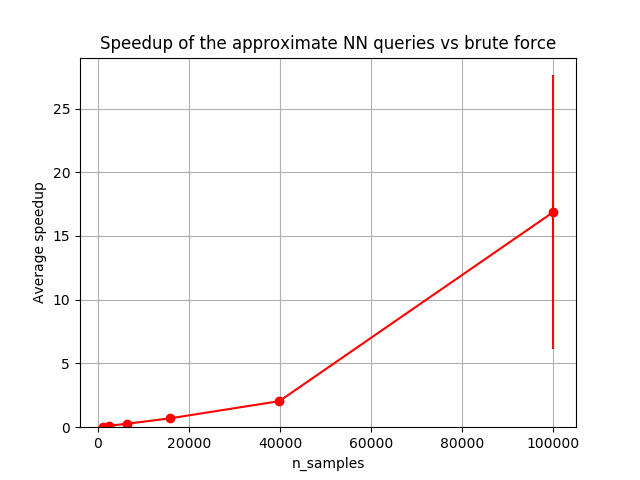 Speedup of the approximate NN queries vs brute force
25
20
15
10
5
0
Average speedup
0 20000 40000 60000 80000 100000
n_samples